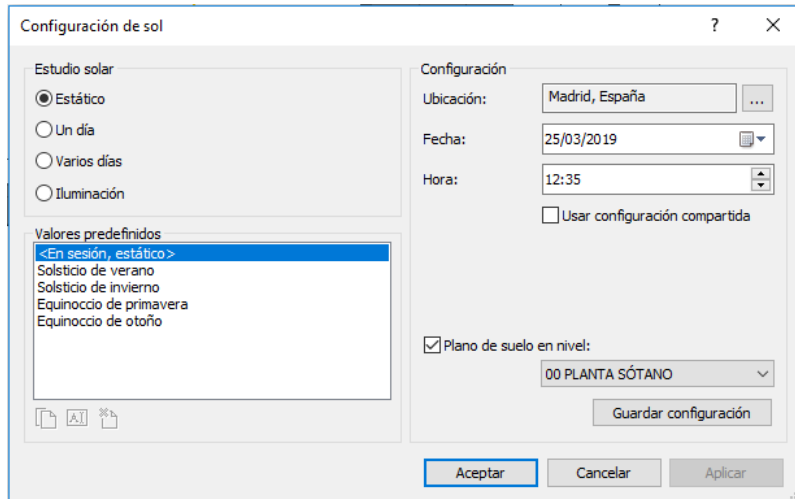 Configuración de sol
Estudio solar
Estático
Un día
Varios días
Iluminación
Valores predefinidos
<En sesión, estático>
Solsticio de verano
Solsticio de invierno
Equinoccio de primavera
Equinoccio de otoño
Configuración
Ubicación: Madrid, España ...
Fecha: 25/03/2019
Hora: 12:35
Usar configuración compartida
Plano de suelo en nivel:
00 PLANTA SÓTANO
Guardar configuración
Aceptar Cancelar Aplicar